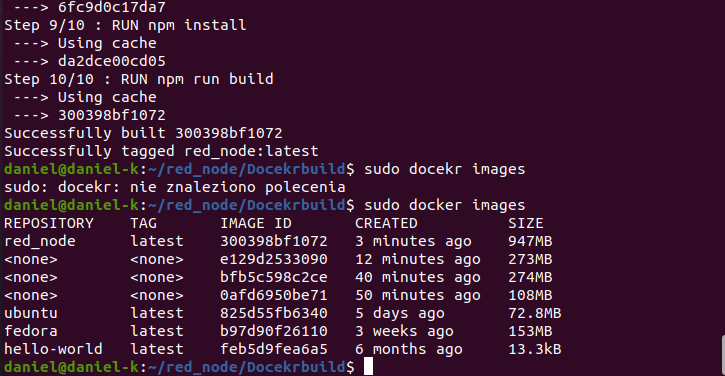 ---> 6fc9d0c17da7
Step 9/10 : RUN npm install
---> Using cache
---> da2dce00cd05
Step 10/10 : RUN npm run build
---> Using cache
---> 300398bf1072
Successfully built 300398bf1072
Successfully tagged red_node:latest
daniel@daniel-k:~/red_node/Docekrbuild$ sudo docekr images
sudo: docekr: nie znaleziono polecenia
daniel@daniel-k:~/red_node/Docekrbuild$ sudo docker images
REPOSITORY TAG IMAGE ID CREATED SIZE
red_node latest 300398bf1072 3 minutes ago 947MB
<none> <none> e129d2533090 12 minutes ago 273MB
<none> <none> bfb5c598c2ce 40 minutes ago 274MB
<none> <none> 0afd6950be71 50 minutes ago 108MB
ubuntu latest 825d55fb6340 5 days ago 72.8MB
fedora latest b97d90f26110 3 weeks ago 153MB
hello-world latest feb5d9fea6a5 6 months ago 13.3kB
daniel@daniel-k:~/red_node/Docekrbuild$